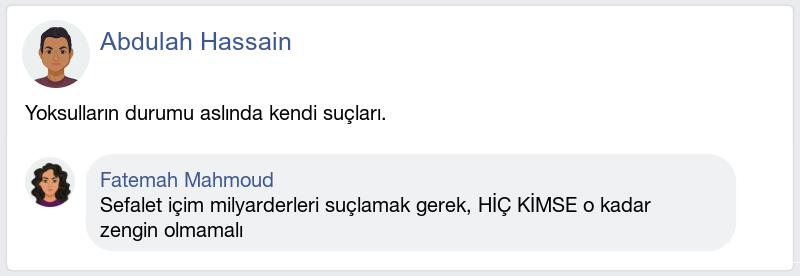 Abdulah Hassain
Yoksulların durumu aslında kendi suçları.
Fatemah Mahmoud
Sefalet içim milyarderleri suçlamak gerek, HİÇ KİMSE o kadar
zengin olmamalı